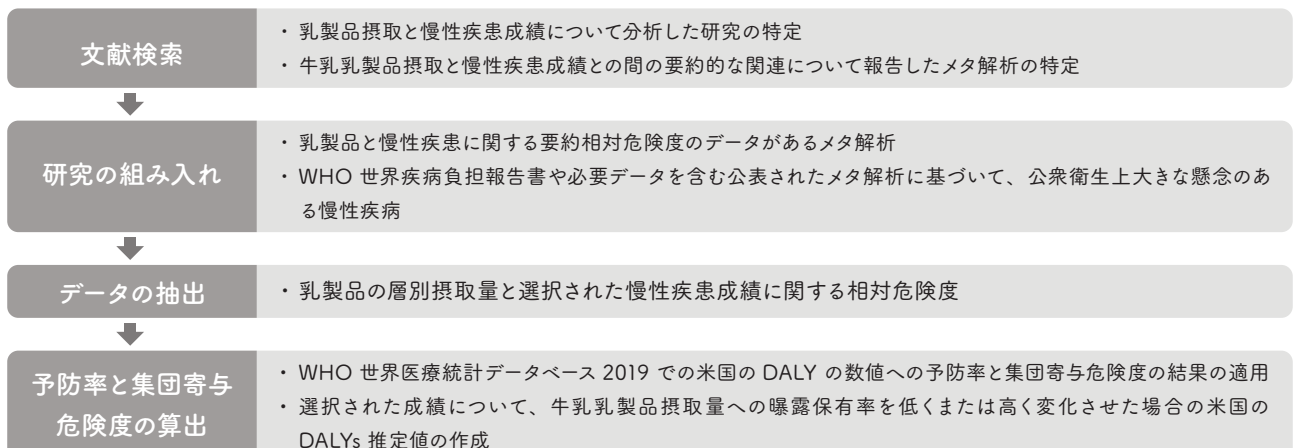 文献検索
・ 乳製品摂取と慢性疾患成績について分析した研究の特定
・ 牛乳乳製品摂取と慢性疾患成績との間の要約的な関連について報告したメタ解析の特定
研究の組み入れ
・ 乳製品と慢性疾患に関する要約相対危険度のデータがあるメタ解析
・ WHO 世界疾病負担報告書や必要データを含む公表されたメタ解析に基づいて、公衆衛生上大きな懸念のあ
る慢性疾病
データの抽出
・ 乳製品の層別摂取量と選択された慢性疾患成績に関する相対危険度
予防率と集団寄与
危険度の算出
・ WHO 世界医療統計データベース 2019 での米国の DALY の数値への予防率と集団寄与危険度の結果の適用
・ 選択された成績について、牛乳乳製品摂取量への曝露保有率を低くまたは高く変化させた場合の米国の
DALYs 推定値の作成